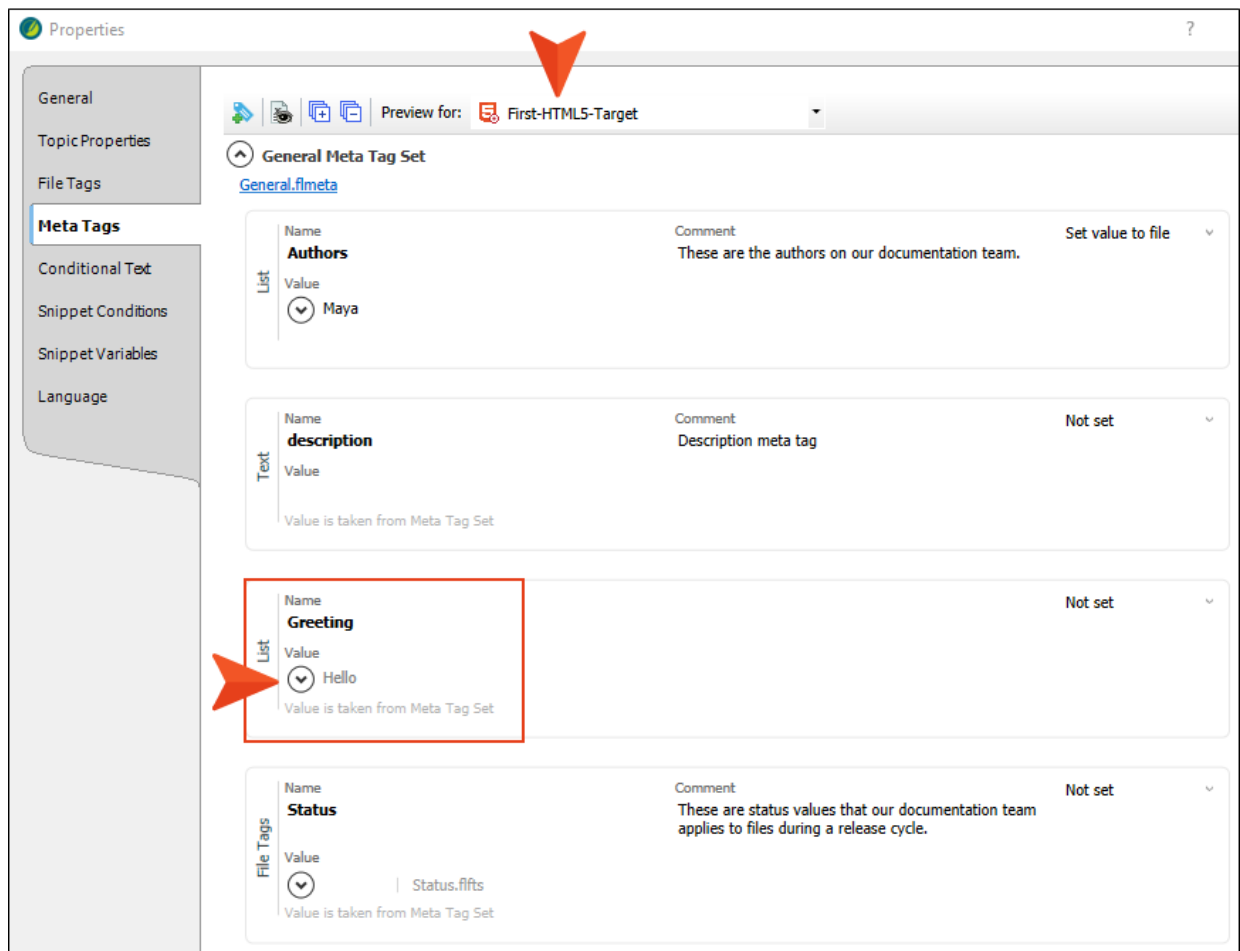 Properties
?
General
Topic Properties
File Tags
Meta Tags
Conditional Text
Snippet Conditions
Snippet Variables
Language
Preview for: First-HTML5-Target
General Meta Tag Set
General.flmeta
List
Name
Authors
Value
Maya
Comment
These are the authors on our documentation team.
Set value to file
Text
Name
description
Value
Value is taken from Meta Tag Set
Comment
Description meta tag
Not set
List
Name
Greeting
Value
Hello
Value is taken from Meta Tag Set
Not set
File Tags
Name
Status
Value
Status.flfts
Value is taken from Meta Tag Set
Comment
These are status values that our documentation team
applies to files during a release cycle.
Not set